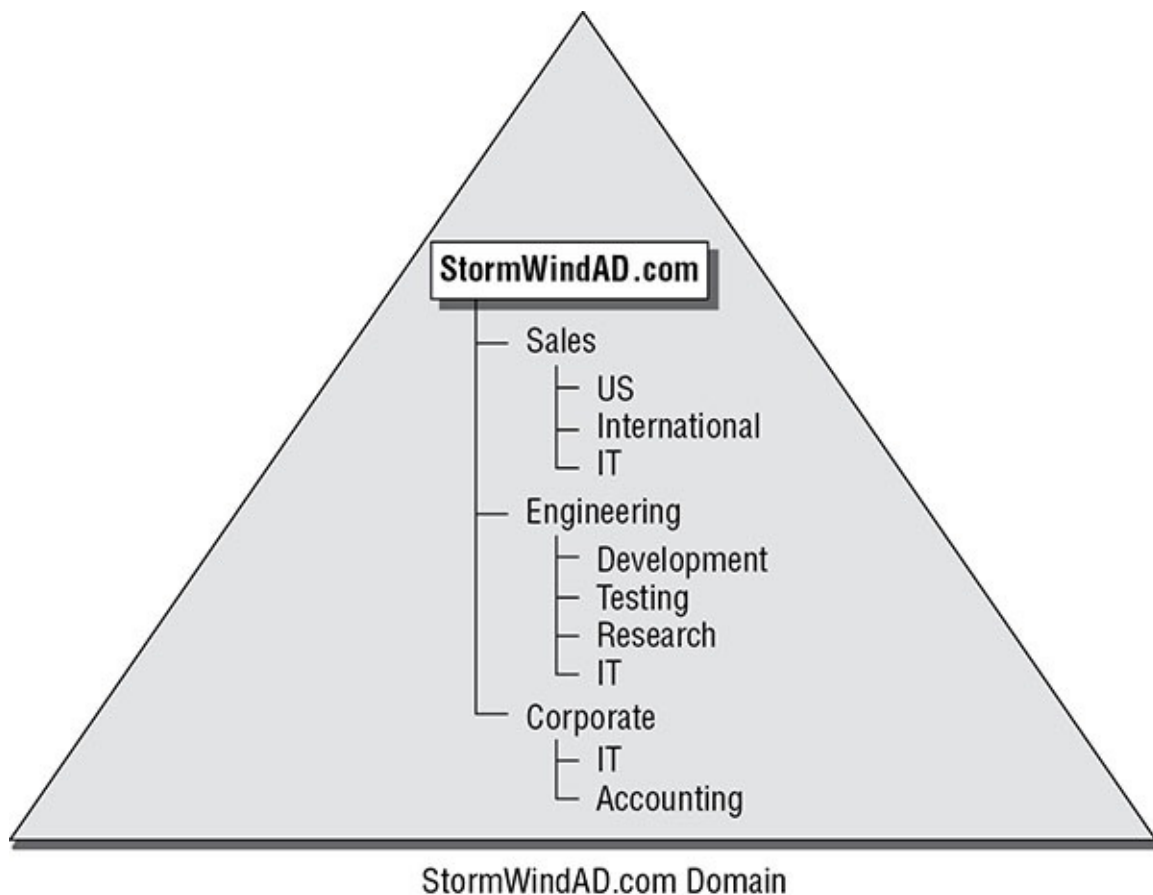 StormWindAD.com
Sales
US
International
IT
Engineering
Development
Testing
Research
IT
Corporate
IT
Accounting
StormWindAD.com Domain